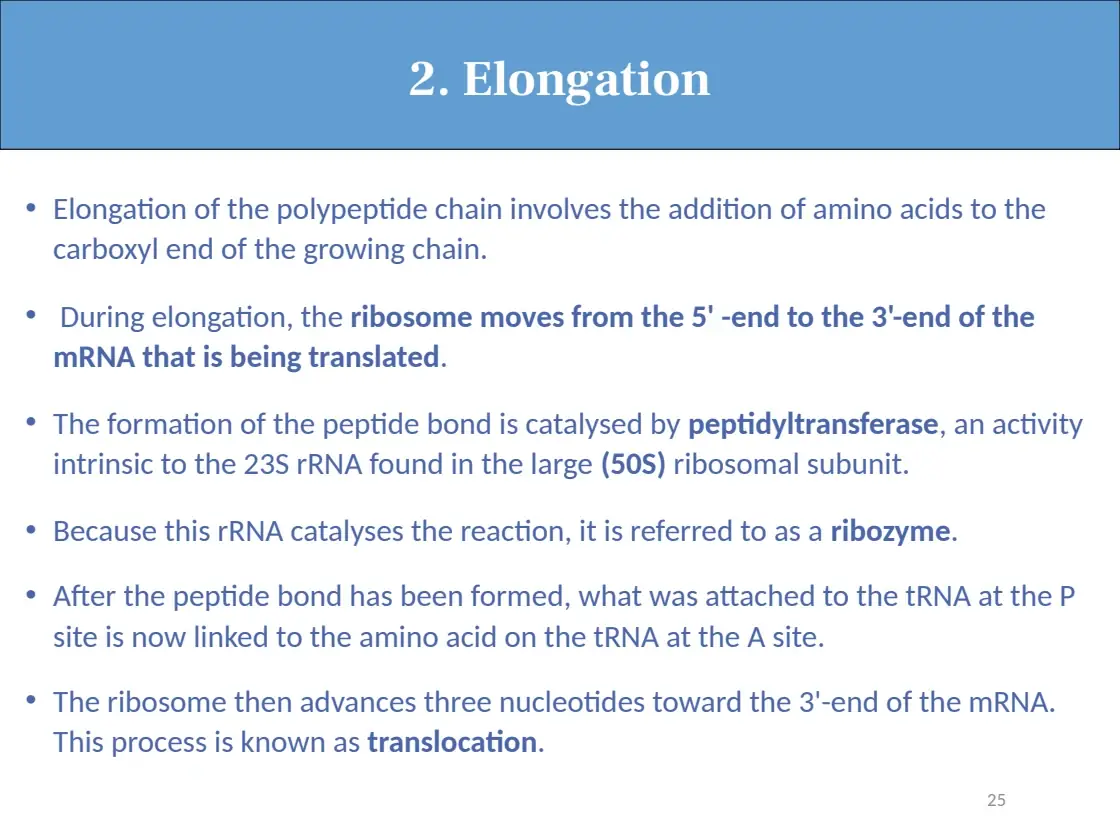 2. Elongation
• Elongation of the polypeptide chain involves the addition of amino acids to the
carboxyl end of the growing chain.
• During elongation, the ribosome moves from the 5' -end to the 3'-end of the
mRNA that is being translated.
• The formation of the peptide bond is catalysed by peptidyltransferase, an activity
intrinsic to the 23S rRNA found in the large (50S) ribosomal subunit.
• Because this rRNA catalyses the reaction, it is referred to as a ribozyme.
• After the peptide bond has been formed, what was attached to the tRNA at the P
site is now linked to the amino acid on the tRNA at the A site.
• The ribosome then advances three nucleotides toward the 3'-end of the mRNA.
This process is known as translocation.
25